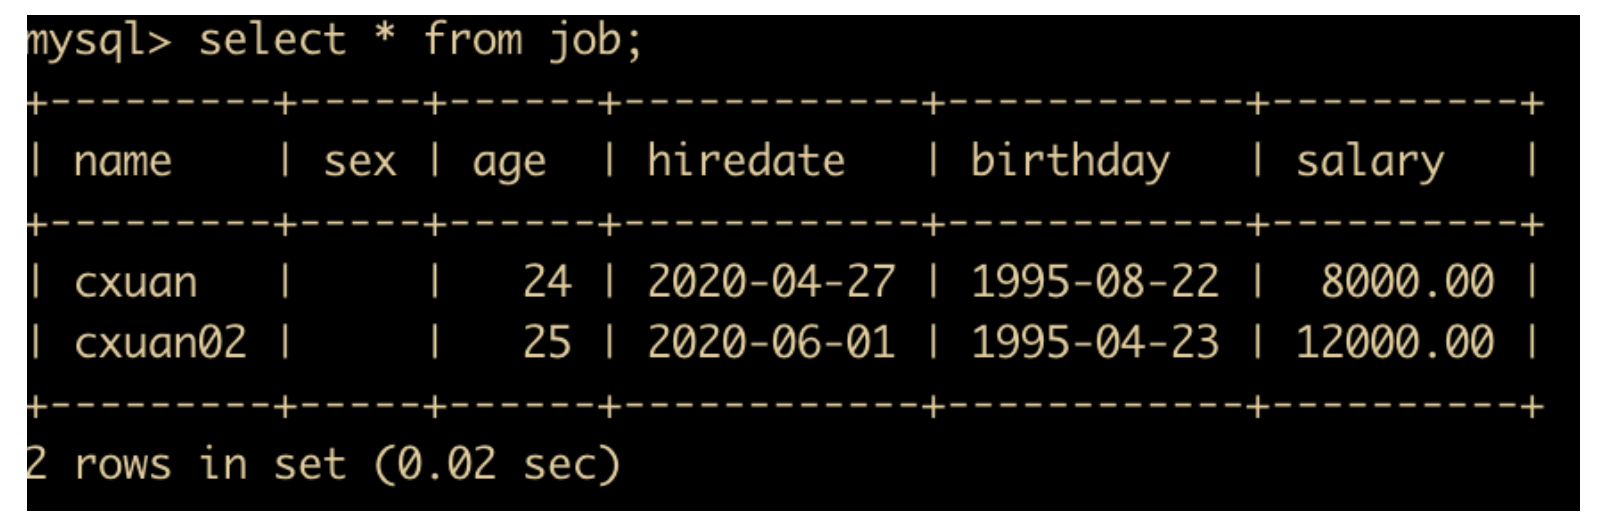 mysql> select * from job;
+---------+-----+------+------------+------------+----------+
| name    | sex | age  | hiredate   | birthday   | salary   |
+---------+-----+------+------------+------------+----------+
| cxuan   |     |   24 | 2020-04-27 | 1995-08-22 |  8000.00 |
| cxuan02 |     |   25 | 2020-06-01 | 1995-04-23 | 12000.00 |
+---------+-----+------+------------+------------+----------+
2 rows in set (0.02 sec)